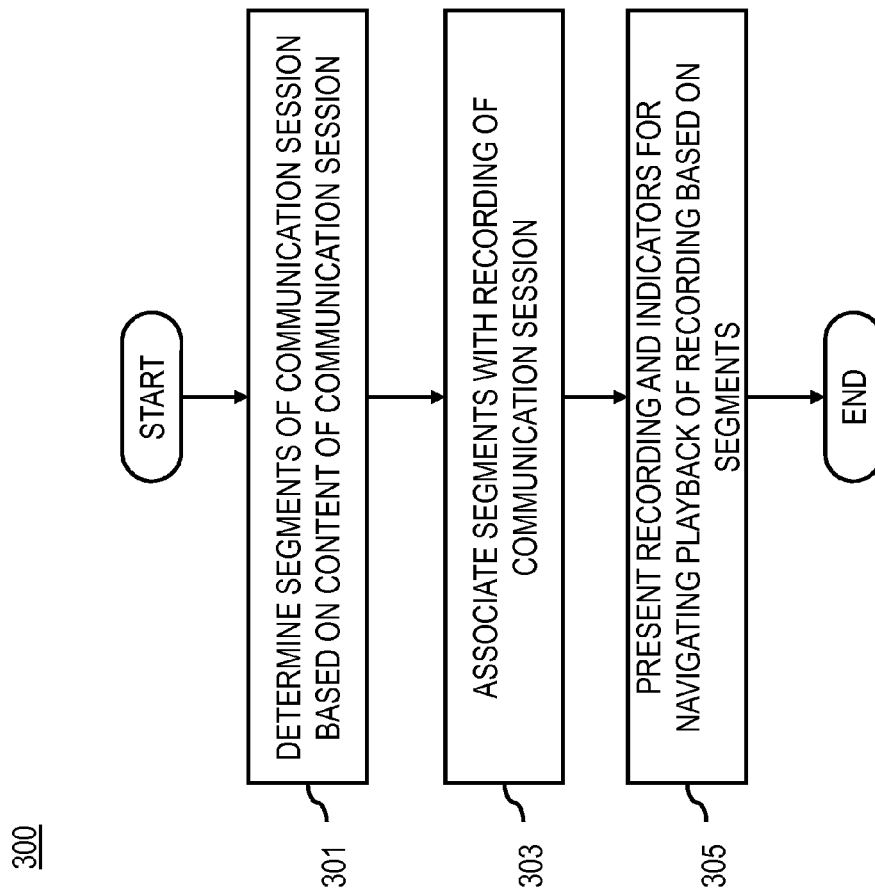 300
START
301
DETERMINE SEGMENTS OF COMMUNICATION SESSION
BASED ON CONTENT OF COMMUNICATION SESSION
303
ASSOCIATE SEGMENTS WITH RECORDING OF
COMMUNICATION SESSION
305
PRESENT RECORDING AND INDICATORS FOR
NAVIGATING PLAYBACK OF RECORDING BASED ON
SEGMENTS
END